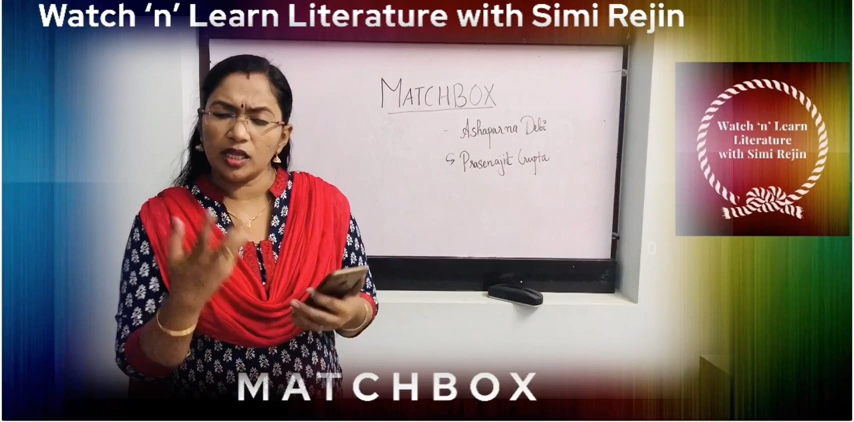 Watch ‘n’ Learn Literature with Simi Rejin
MATCHBOX
- Ashaparna Debi
Prasenajit Gupta
Watch ‘n’ Learn
Literature
with Simi Rejin
MATCHBOX